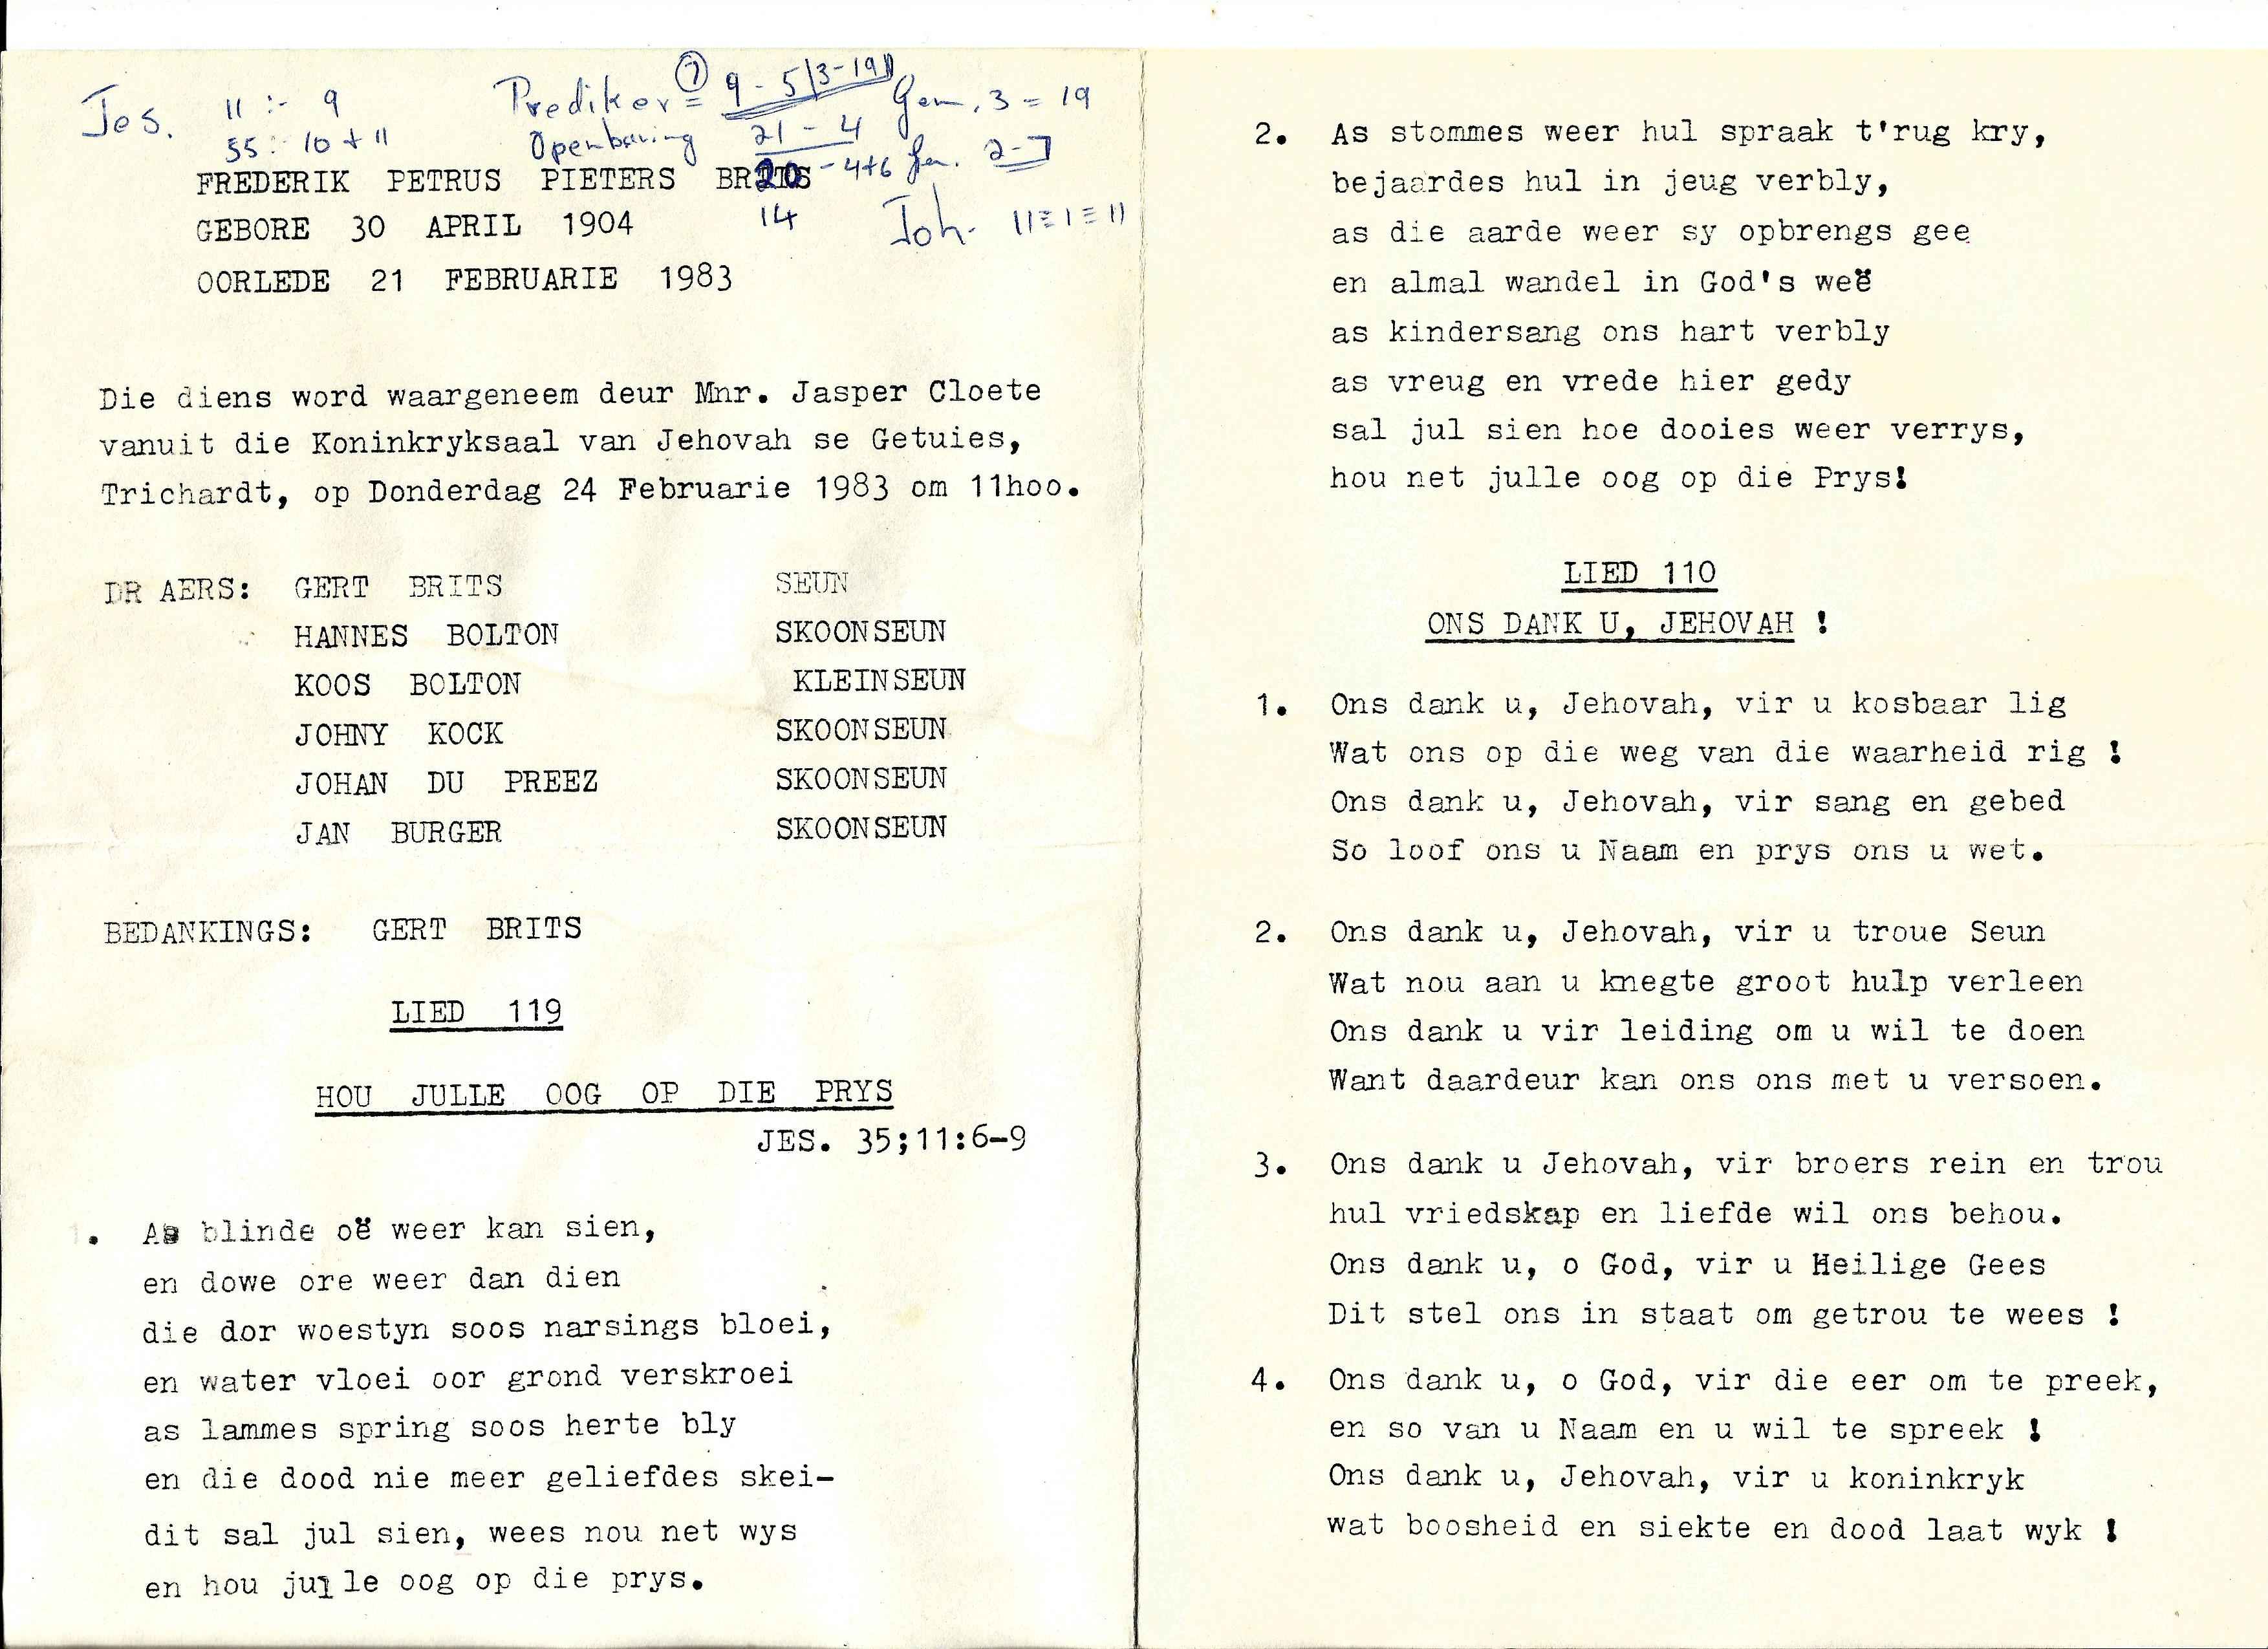 Jes. 11 :- 9
55:- 10 + 11
Prediker = 7 9 - 5 3-19 Gen. 3 = 19
Openbaring 21 - 4
20 - 4+6 Gen. 2-7
14 Joh. 11=1=11
FREDERIK PETRUS PIETERS BRITS
GEBORE 30 APRIL 1904
OORLEDE 21 FEBRUARIE 1983
Die diens word waargeneem deur Mnr. Jasper Cloete
vanuit die Koninkryksaal van Jehovah se Getuies,
Trichardt, op Donderdag 24 Februarie 1983 om 11hoo.
DR AERS: GERT BRITS SEUN
HANNES BOLTON SKOONSEUN
KOOS BOLTON KLEINSEUN
JOHNY KOCK SKOONSEUN
JOHAN DU PREEZ SKOONSEUN
JAN BURGER SKOONSEUN
BEDANKINGS: GERT BRITS
LIED 119
HOU JULLE OOG OP DIE PRYS
JES. 35;11:6-9
1. As blinde oë weer kan sien,
en dowe ore weer dan dien
die dor woestyn soos narsings bloei,
en water vloei oor grond verskroei
as lammes spring soos herte bly
en die dood nie meer geliefdes skei-
dit sal jul sien, wees nou net wys
en hou julle oog op die prys.
2. As stommes weer hul spraak t'rug kry,
bejaardes hul in jeug verbly,
as die aarde weer sy opbrengs gee
en almal wandel in God's weë
as kindersang ons hart verbly
as vreug en vrede hier gedy
sal jul sien hoe dooies weer verrys,
hou net julle oog op die Prys!
LIED 110
ONS DANK U, JEHOVAH !
1. Ons dank u, Jehovah, vir u kosbaar lig
Wat ons op die weg van die waarheid rig !
Ons dank u, Jehovah, vir sang en gebed
So loof ons u Naam en prys ons u wet.
2. Ons dank u, Jehovah, vir u troue Seun
Wat nou aan u knegte groot hulp verleen
Ons dank u vir leiding om u wil te doen
Want daardeur kan ons ons met u versoen.
3. Ons dank u Jehovah, vir broers rein en trou
hul vriedskap en liefde wil ons behou.
Ons dank u, o God, vir u Heilige Gees
Dit stel ons in staat om getrou te wees !
4. Ons dank u, o God, vir die eer om te preek,
en so van u Naam en u wil te spreek !
Ons dank u, Jehovah, vir u koninkryk
wat boosheid en siekte en dood laat wyk !